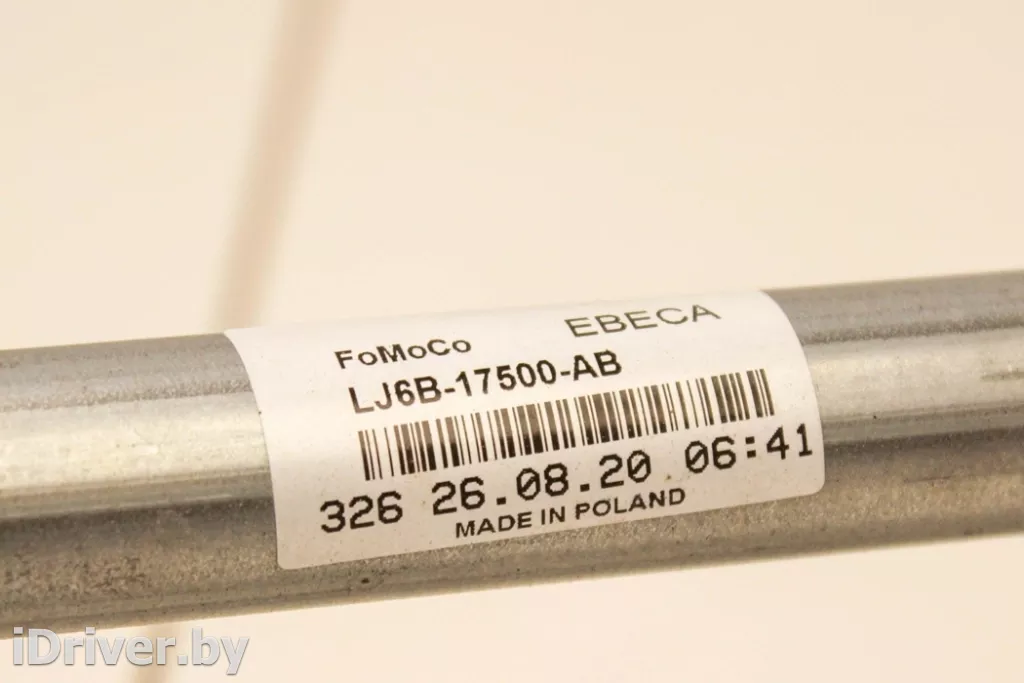 EBECA
FoMoCo
LJ6B-17500-AB
326 26.08.20 06:41
MADE IN POLAND
iDriver.by